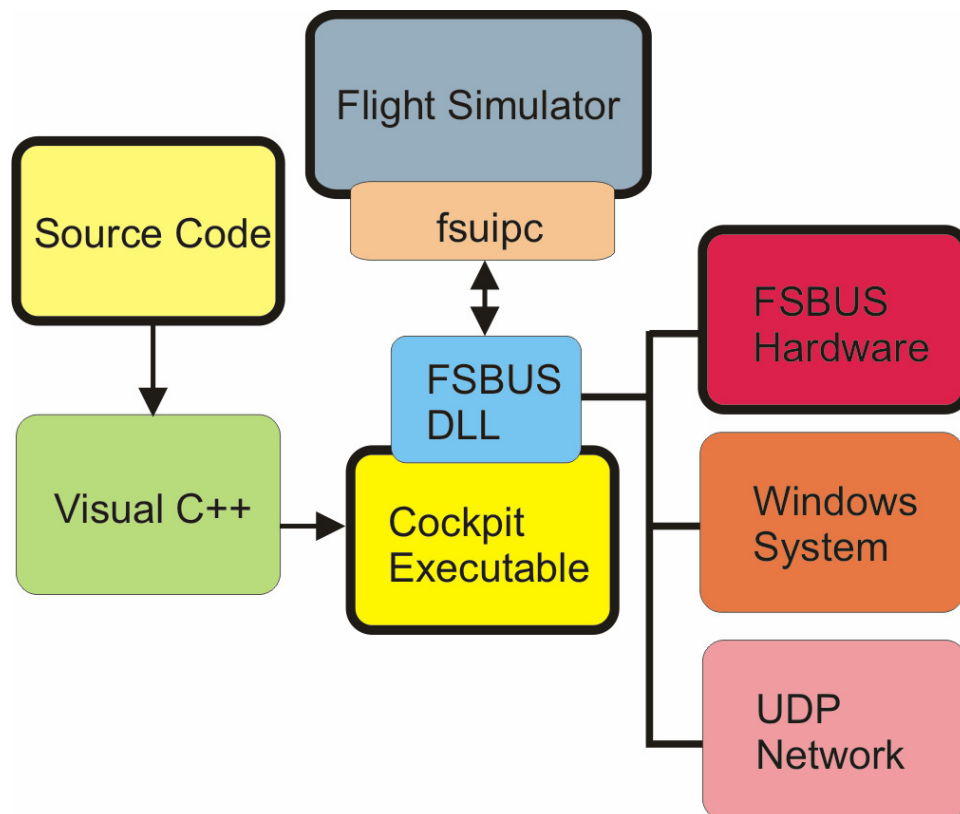 Flight Simulator
fsuipc
Source Code
FSBUS
DLL
FSBUS
Hardware
Visual C++
Cockpit
Executable
Windows
System
UDP
Network